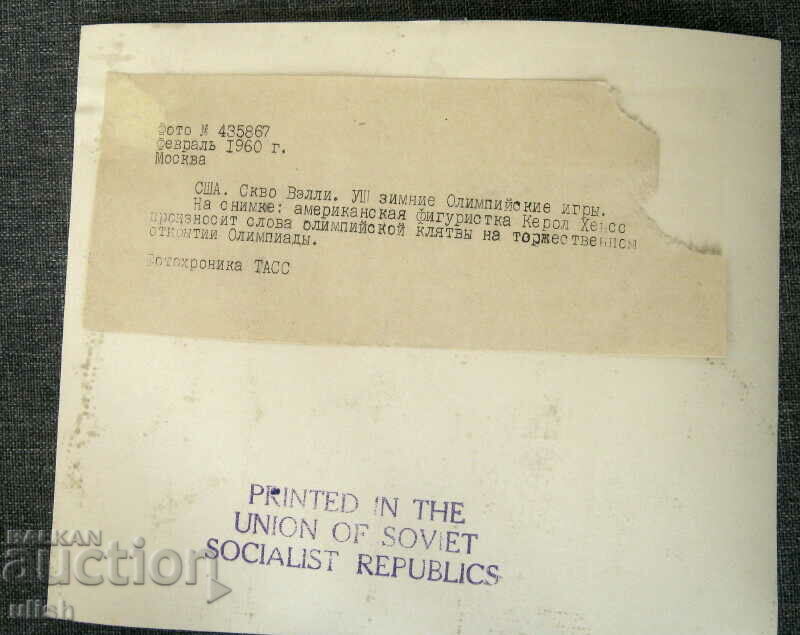 Фото № 435867
Февраль 1960 г.
Москва
США. Скво Вэлли. УШ зимние Олимпийские игры.
На снимке: американская фигуристка Керол Хейсс
произносит слова олимпийской клятвы на торжественном
открытии Олимпиады.
Фотохроника ТАСС
PRINTED IN THE
UNION OF SOVIET
SOCIALIST REPUBLICS
BALKAN
auction
ulish